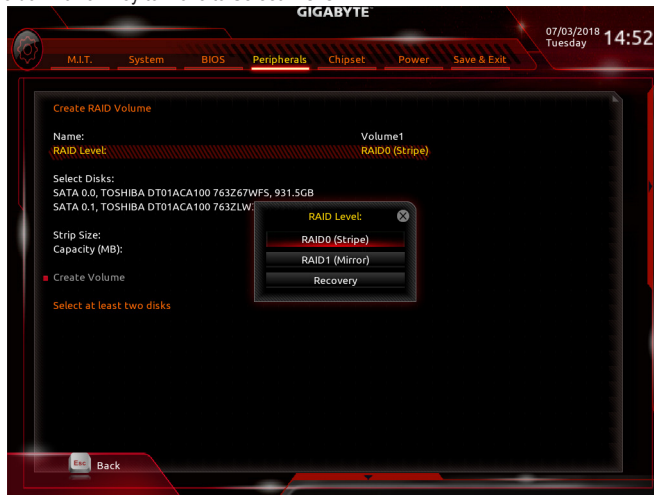 GIGABYTE
07/03/2018
Tuesday
14:52
M.I.T. System BIOS Peripherals Chipset Power Save & Exit
Create RAID Volume
Name: Volume1
RAID Level: RAID0 (Stripe)
Select Disks:
SATA 0.0, TOSHIBA DT01ACA100 763Z67WFS, 931.5GB
SATA 0.1, TOSHIBA DT01ACA100 763ZLW
Strip Size:
Capacity (MB):
Create Volume
Select at least two disks
RAID Level:
RAID0 (Stripe)
RAID1 (Mirror)
Recovery
Esc Back